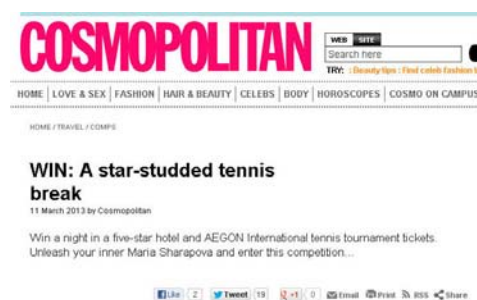 COSMOPOLITAN
WEB SITE
Search here
TRY: : Beauty tips : Find celeb fashion
HOME LOVE & SEX FASHION HAIR & BEAUTY CELEBS BODY HOROSCOPES COSMO ON CAMPUS
HOME / TRAVEL / COMPS
WIN: A star-studded tennis
break
11 March 2013 by Cosmopolitan
Win a night in a five-star hotel and AEGON International tennis tournament tickets.
Unleash your inner Maria Sharapova and enter this competition...
Like 2 Tweet 19 +1 0 Email Print RSS Share